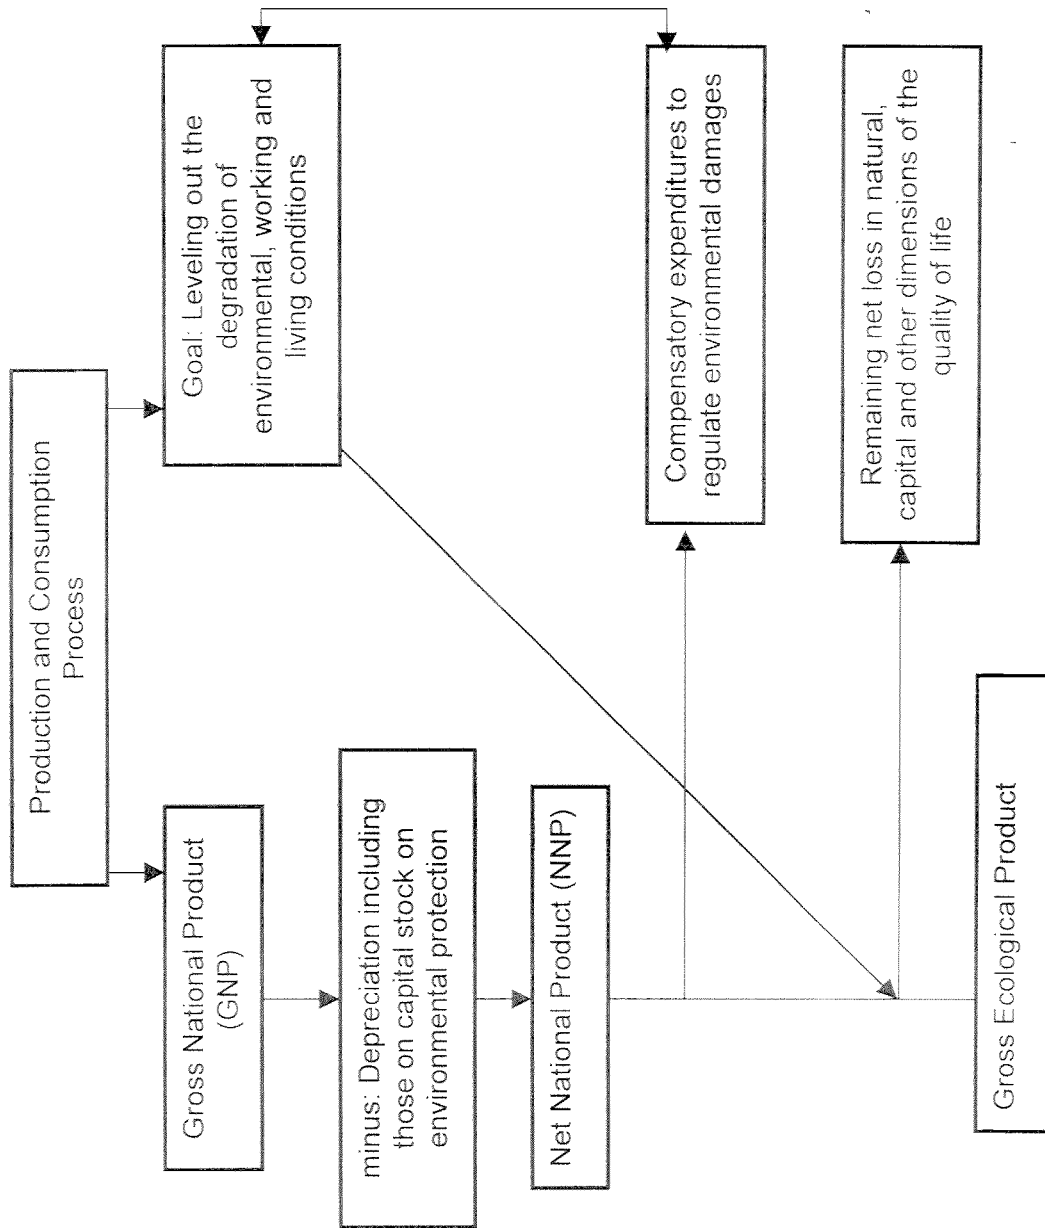 Production and Consumption
Process
Gross National Product
(GNP)
Goal: Leveling out the
degradation of
environmental, working and
living conditions
minus: Depreciation including
those on capital stock on
environmental protection
Net National Product (NNP)
Compensatory expenditures to
regulate environmental damages
Remaining net loss in natural,
capital and other dimensions of the
quality of life
Gross Ecological Product